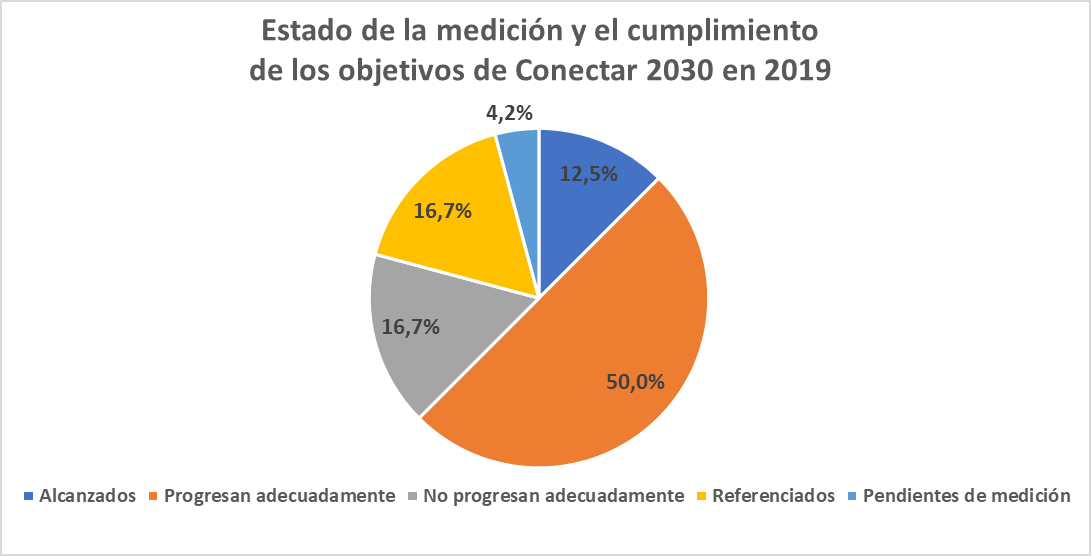 Estado de la medición y el cumplimiento
de los objetivos de Conectar 2030 en 2019
4,2%
12,5%
16,7%
16,7%
50,0%
Alcanzados Progresan adecuadamente No progresan adecuadamente Referenciados Pendientes de medición